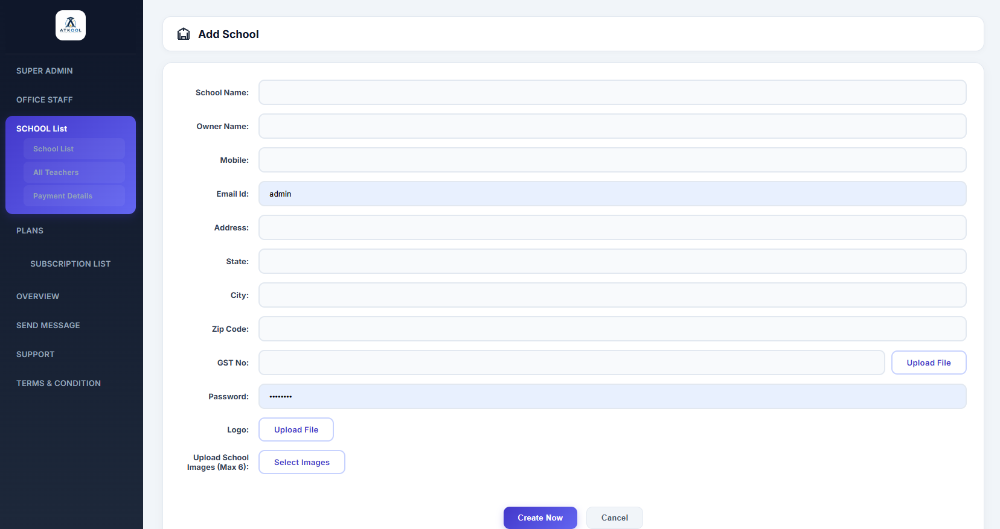 ATKOOL
SUPER ADMIN
OFFICE STAFF
SCHOOL List
School List
All Teachers
Payment Details
PLANS
SUBSCRIPTION LIST
OVERVIEW
SEND MESSAGE
SUPPORT
TERMS & CONDITION
Add School
School Name:
Owner Name:
Mobile:
Email Id: admin
Address:
State:
City:
Zip Code:
GST No: Upload File
Password: ••••••••
Logo: Upload File
Upload School
Images (Max 6): Select Images
Create Now Cancel